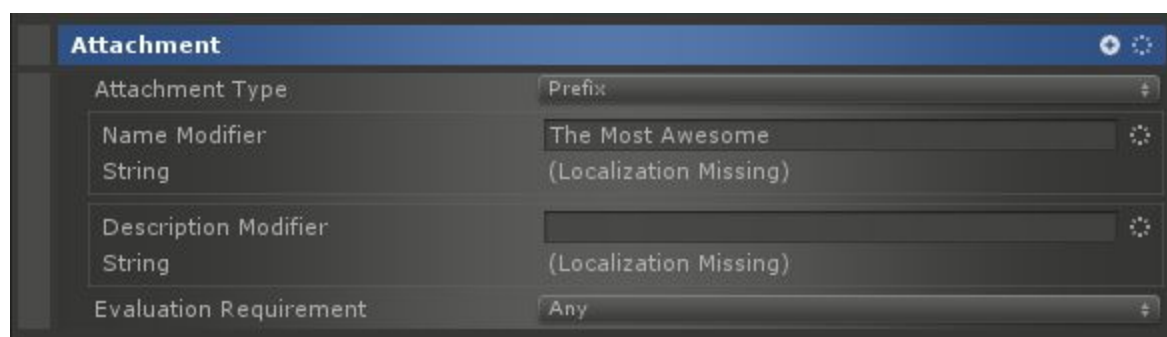 Attachment
Attachment Type Prefix
Name Modifier The Most Awesome
String (Localization Missing)
Description Modifier
String (Localization Missing)
Evaluation Requirement Any